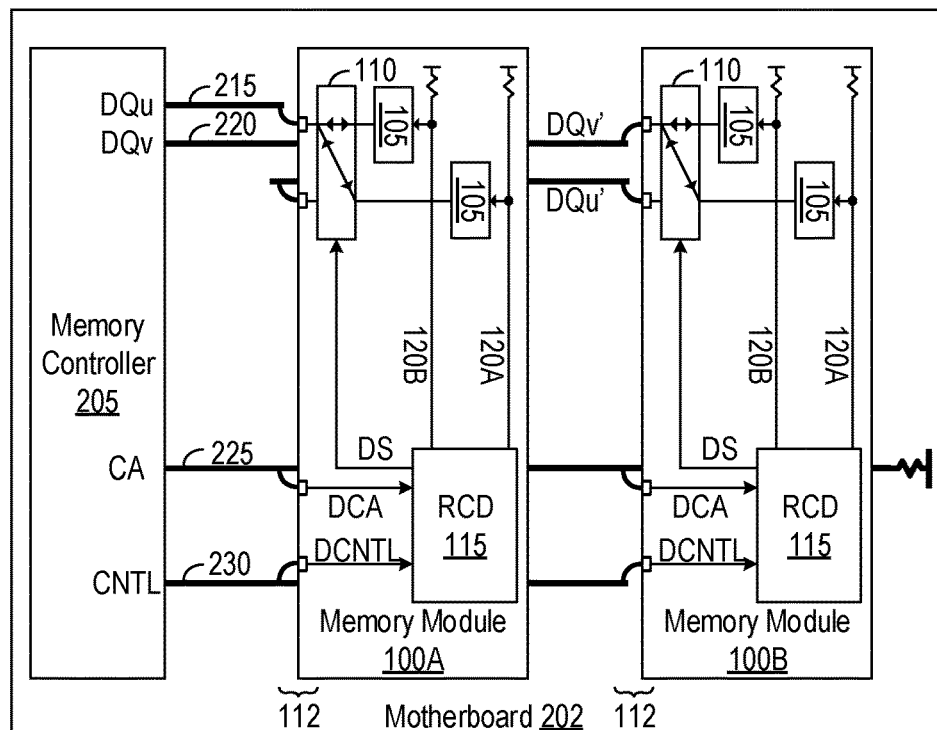 DQu
215
DQv
220
110
105
105
DQv’
DQu’
110
105
105
Memory
Controller
205
120B
120A
120B
120A
CA
225
DS
DCA
RCD
115
DS
DCA
RCD
115
CNTL
230
DCNTL
DCNTL
Memory Module
100A
Memory Module
100B
112
Motherboard 202
112